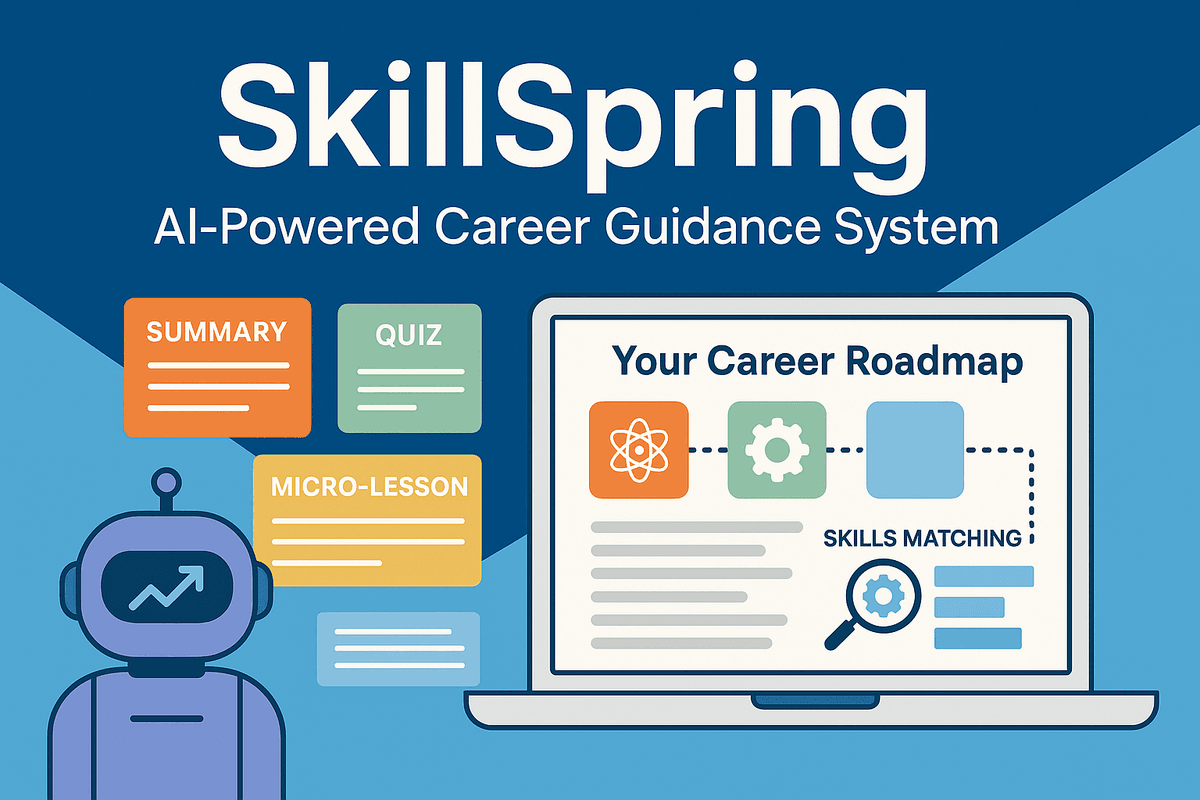 SkillSpring
AI-Powered Career Guidance System
SUMMARY
QUIZ
MICRO-LESSON
Your Career Roadmap
SKILLS MATCHING